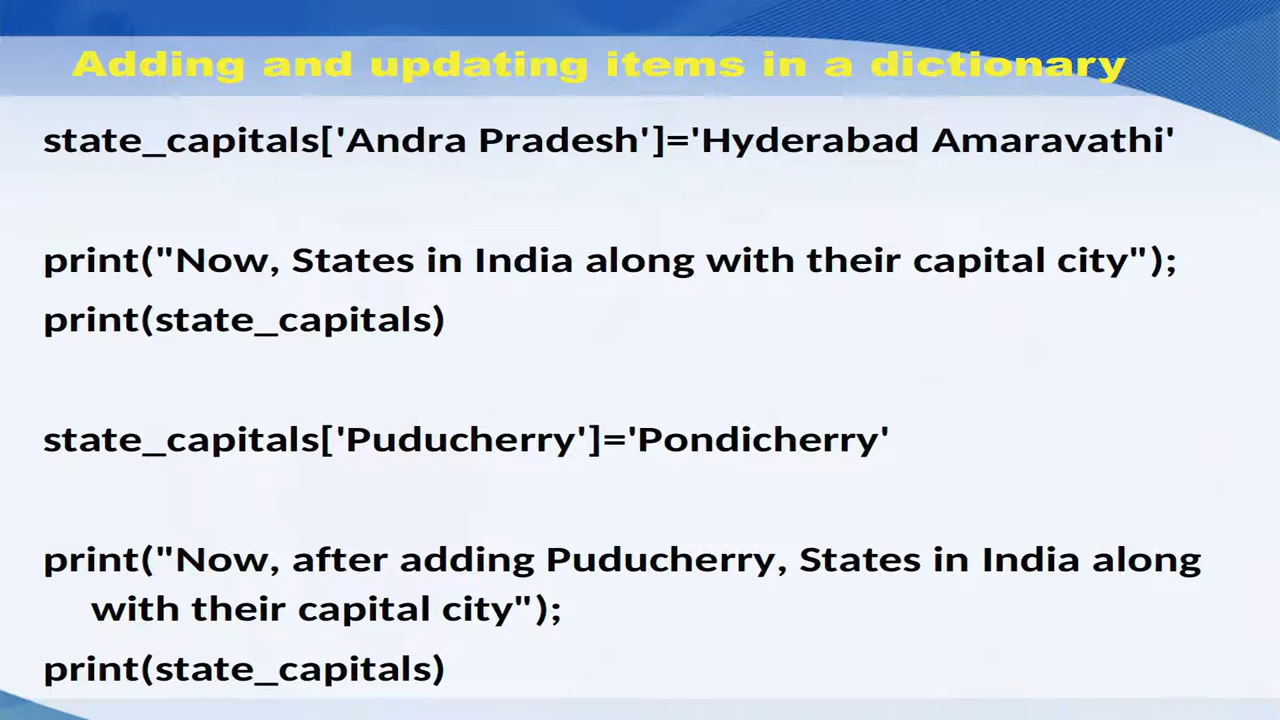 Adding and updating items in a dictionary
state_capitals['Andra Pradesh']='Hyderabad Amaravathi'
print("Now, States in India along with their capital city");
print(state_capitals)
state_capitals['Puducherry']='Pondicherry'
print("Now, after adding Puducherry, States in India along
with their capital city");
print(state_capitals)